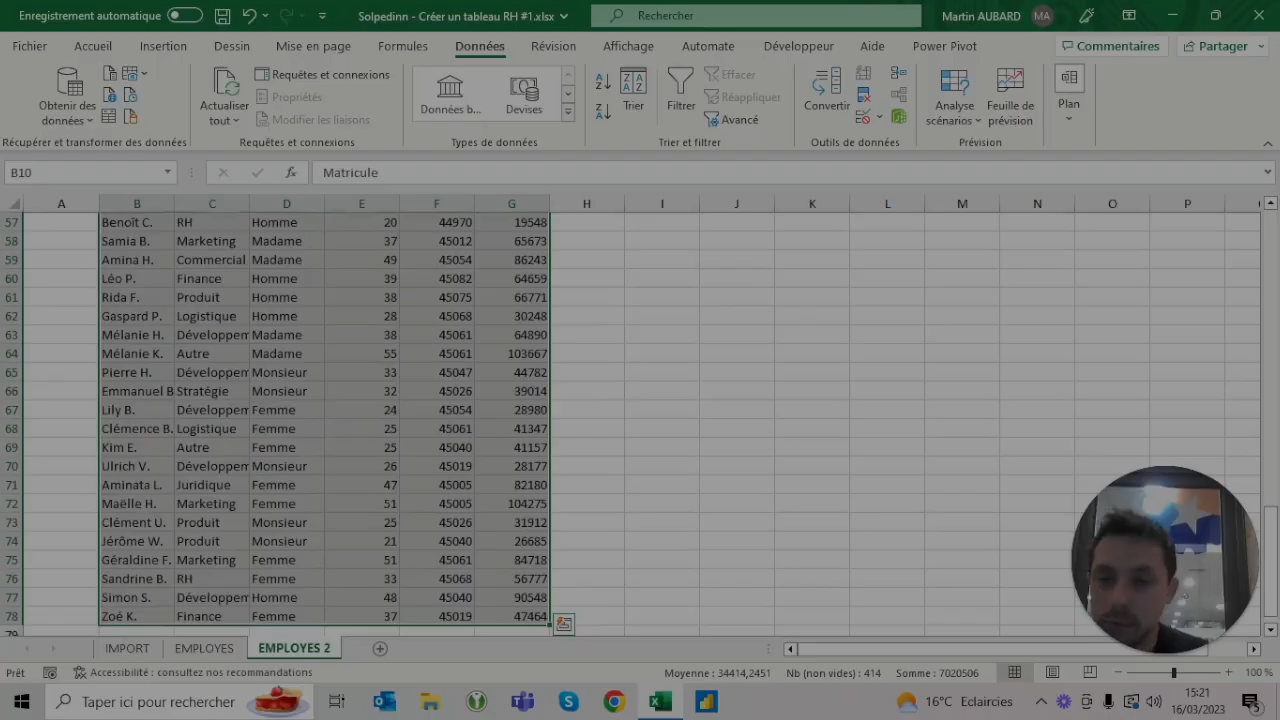 Enregistrement automatique
Solpedinn - Créer un tableau RH #1.xlsx
Rechercher
Martin AUBARD
MA
Fichier Accueil Insertion Dessin Mise en page Formules Données Révision Affichage Automate Développeur Aide Power Pivot
Commentaires
Partager
Obtenir des données
Récupérer et transformer des données
Actualiser tout
Requêtes et connexions
Propriétés
Modifier les liaisons
Requêtes et connexions
Données b...
Devises
Types de données
Trier
Filtrer
Effacer
Réappliquer
Avancé
Trier et filtrer
Convertir
Outils de données
Analyse scénarios
Feuille de prévision
Prévision
Plan
B10
Matricule
A B C D E F G H I J K L M N O P
57 Benoît C. RH Homme 20 44970 19548
58 Samia B. Marketing Madame 37 45012 65673
59 Amina H. Commercial Madame 49 45054 86243
60 Léo P. Finance Homme 39 45082 64659
61 Rida F. Produit Homme 38 45075 66771
62 Gaspard P. Logistique Homme 28 45068 30248
63 Mélanie H. Développem Madame 38 45061 64890
64 Mélanie K. Autre Madame 55 45061 103667
65 Pierre H. Développem Monsieur 33 45047 44782
66 Emmanuel B Stratégie Monsieur 32 45026 39014
67 Lily B. Développem Femme 24 45054 28980
68 Clémence B. Logistique Femme 25 45061 41347
69 Kim E. Autre Femme 25 45040 41157
70 Ulrich V. Développem Monsieur 26 45019 28177
71 Aminata L. Juridique Femme 47 45005 82180
72 Maëlle H. Marketing Femme 51 45005 104275
73 Clément U. Produit Monsieur 25 45026 31912
74 Jérôme W. Produit Monsieur 21 45040 26685
75 Géraldine F. Marketing Femme 51 45061 84718
76 Sandrine B. RH Femme 33 45068 56777
77 Simon S. Développem Homme 48 45040 90548
78 Zoé K. Finance Femme 37 45019 47464
79
IMPORT EMPLOYES EMPLOYES 2
Prêt
Accessibilité : consultez nos recommandations
Moyenne : 34414,2451 Nb (non vides) : 414 Somme : 7020506
100 %
Taper ici pour rechercher
16°C Eclaircies
15:21
16/03/2023
5